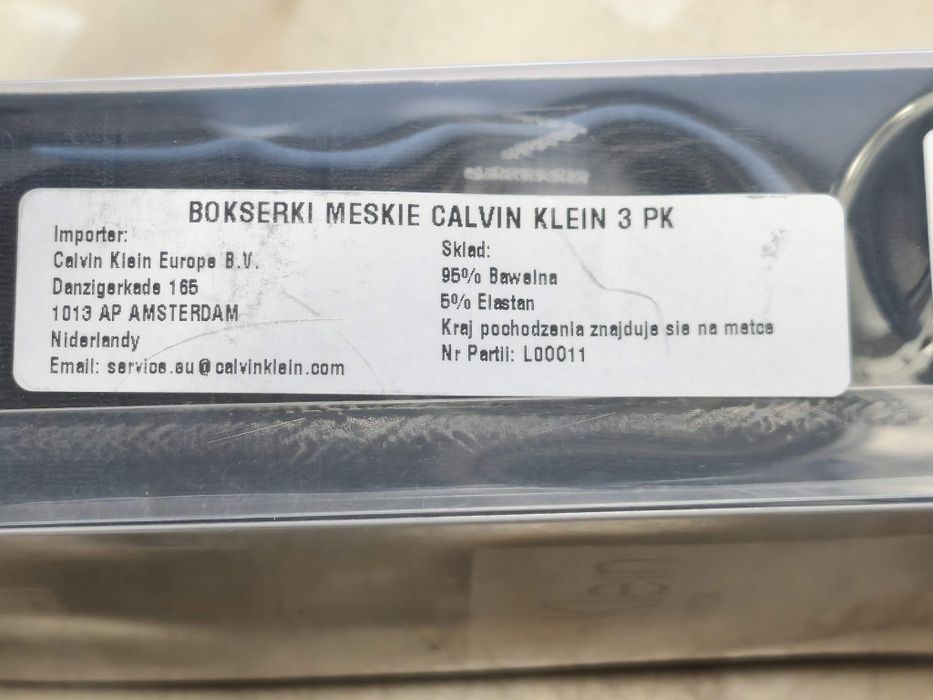 BOKSERKI MESKIE CALVIN KLEIN 3 PK
Importer:
Calvin Klein Europe B.V.
Danzigerkade 165
1013 AP AMSTERDAM
Niderlandy
Email: service.eu@calvinklein.com
Sklad:
95% Bawelna
5% Elastan
Kraj pochodzenia znajduje sie na metce
Nr Partii: L00011
Klein